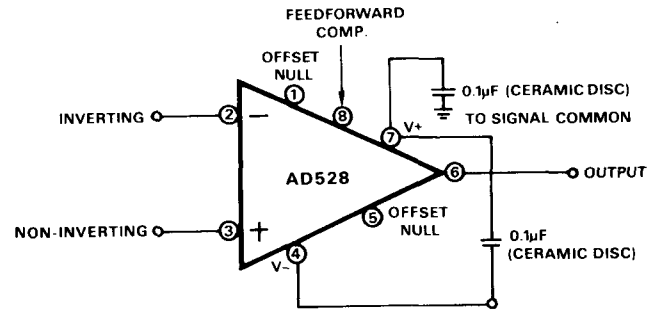 FEEDFORWARD
COMP.
OFFSET
NULL
1
8
0.1µF (CERAMIC DISC)
TO SIGNAL COMMON
7
V+
INVERTING
2
−
AD528
6
OUTPUT
5
OFFSET
NULL
NON-INVERTING
3
+
4
V−
0.1µF
(CERAMIC DISC)